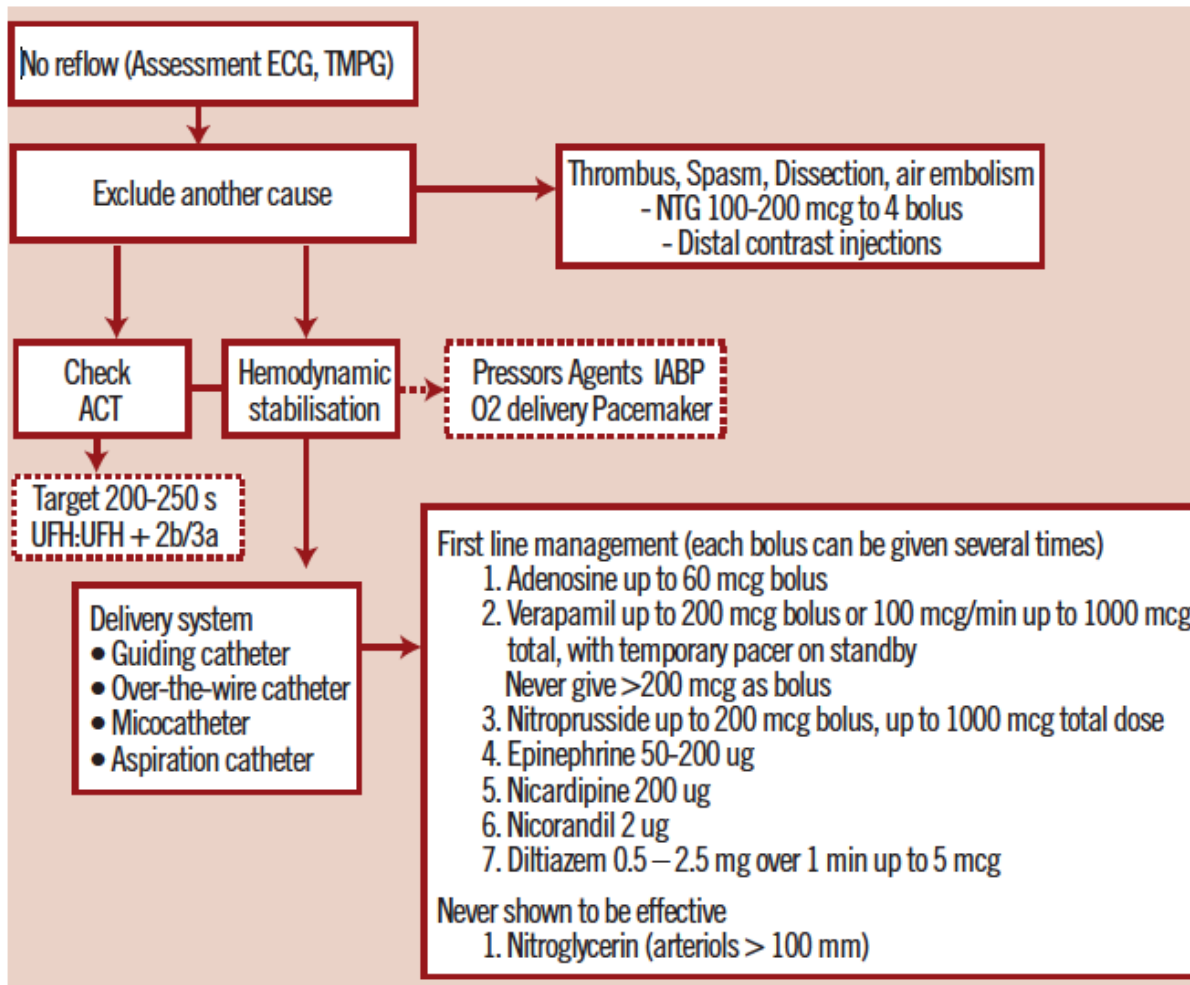 No reflow (Assessment ECG, TMPG)
Exclude another cause
Thrombus, Spasm, Dissection, air embolism
- NTG 100-200 mcg to 4 bolus
- Distal contrast injections
Check
ACT
Hemodynamic
stabilisation
Pressors Agents IABP
O2 delivery Pacemaker
Target 200-250 s
UFH:UFH + 2b/3a
Delivery system
• Guiding catheter
• Over-the-wire catheter
• Micocatheter
• Aspiration catheter
First line management (each bolus can be given several times)
1. Adenosine up to 60 mcg bolus
2. Verapamil up to 200 mcg bolus or 100 mcg/min up to 1000 mcg
total, with temporary pacer on standby
Never give >200 mcg as bolus
3. Nitroprusside up to 200 mcg bolus, up to 1000 mcg total dose
4. Epinephrine 50-200 ug
5. Nicardipine 200 ug
6. Nicorandil 2 ug
7. Diltiazem 0.5 – 2.5 mg over 1 min up to 5 mcg
Never shown to be effective
1. Nitroglycerin (arteriols > 100 mm)